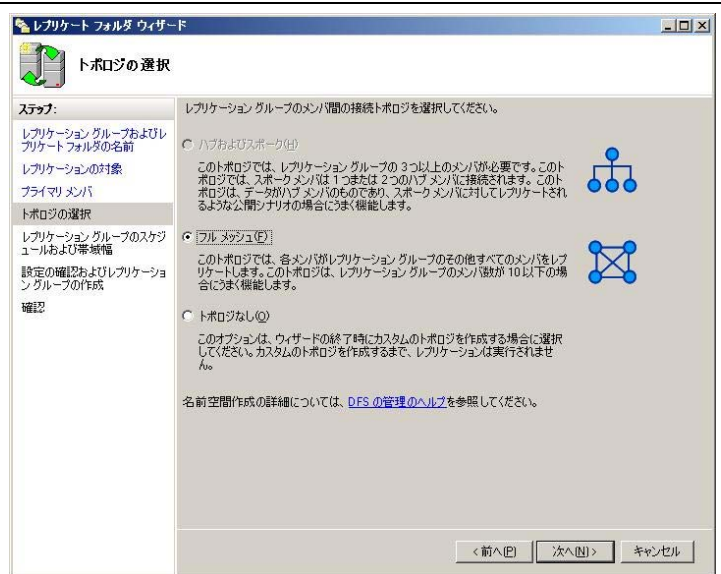 レプリケート フォルダ ウィザード
トポロジの選択
ステップ:
レプリケーション グループおよびレ
プリケート フォルダの名前
レプリケーションの対象
プライマリ メンバ
トポロジの選択
レプリケーション グループのスケジ
ュールおよび帯域幅
設定の確認およびレプリケーショ
ン グループの作成
確認
レプリケーション グループのメンバ間の接続トポロジを選択してください。
ハブおよびスポーク(H)
このトポロジでは、レプリケーション グループの 3 つ以上のメンバが必要です。このト
ポロジでは、スポーク メンバは 1 つまたは 2 つのハブ メンバに接続されます。このト
ポロジは、データがハブ メンバのものであり、スポーク メンバに対してレプリケートされ
るような公開シナリオの場合にうまく機能します。
フル メッシュ(F)
このトポロジでは、各メンバがレプリケーション グループのその他すべてのメンバをレプ
リケートします。このトポロジは、レプリケーション グループのメンバ数が 10 以下の場
合にうまく機能します。
トポロジなし(O)
このオプションは、ウィザードの終了時にカスタムのトポロジを作成する場合に選択
してください。カスタムのトポロジを作成するまで、レプリケーションは実行されませ
ん。
名前空間作成の詳細については、DFS の管理のヘルプを参照してください。
< 前へ(P)
次へ(N) >
キャンセル